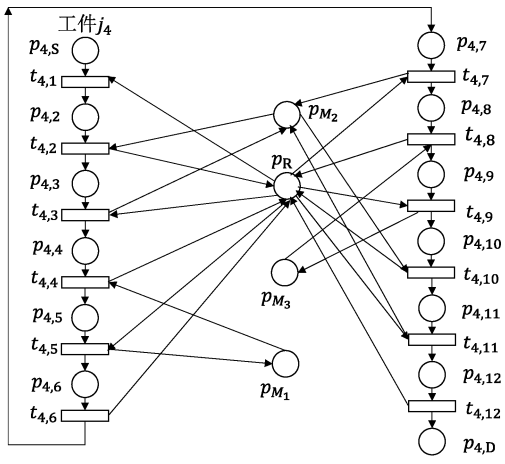 工件j4
p4,S
t4,1
p4,2
t4,2
p4,3
t4,3
p4,4
t4,4
p4,5
t4,5
p4,6
t4,6
pM2
pR
pM3
pM1
p4,7
t4,7
p4,8
t4,8
p4,9
t4,9
p4,10
t4,10
p4,11
t4,11
p4,12
t4,12
p4,D